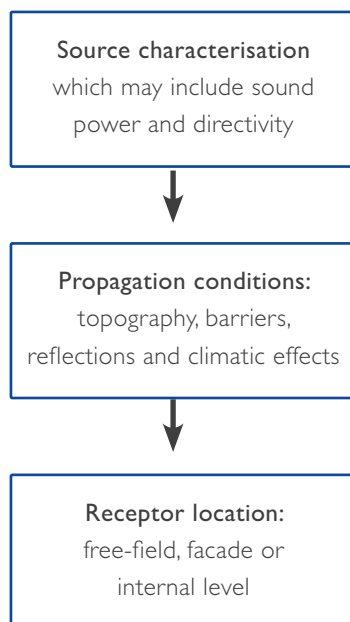 Source characterisation
which may include sound
power and directivity
Propagation conditions:
topography, barriers,
reflections and climatic effects
Receptor location:
free-field, facade or
internal level